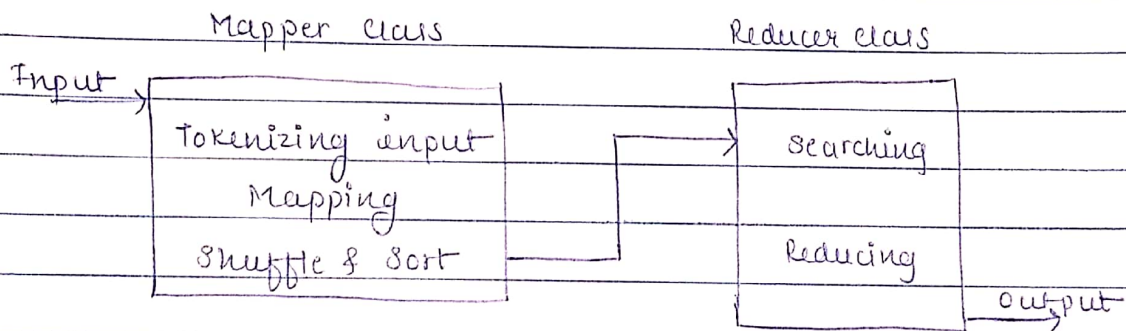 Mapper class
Reducer class
Input
Tokenizing input
Mapping
Shuffle & Sort
Searching
Reducing
Output